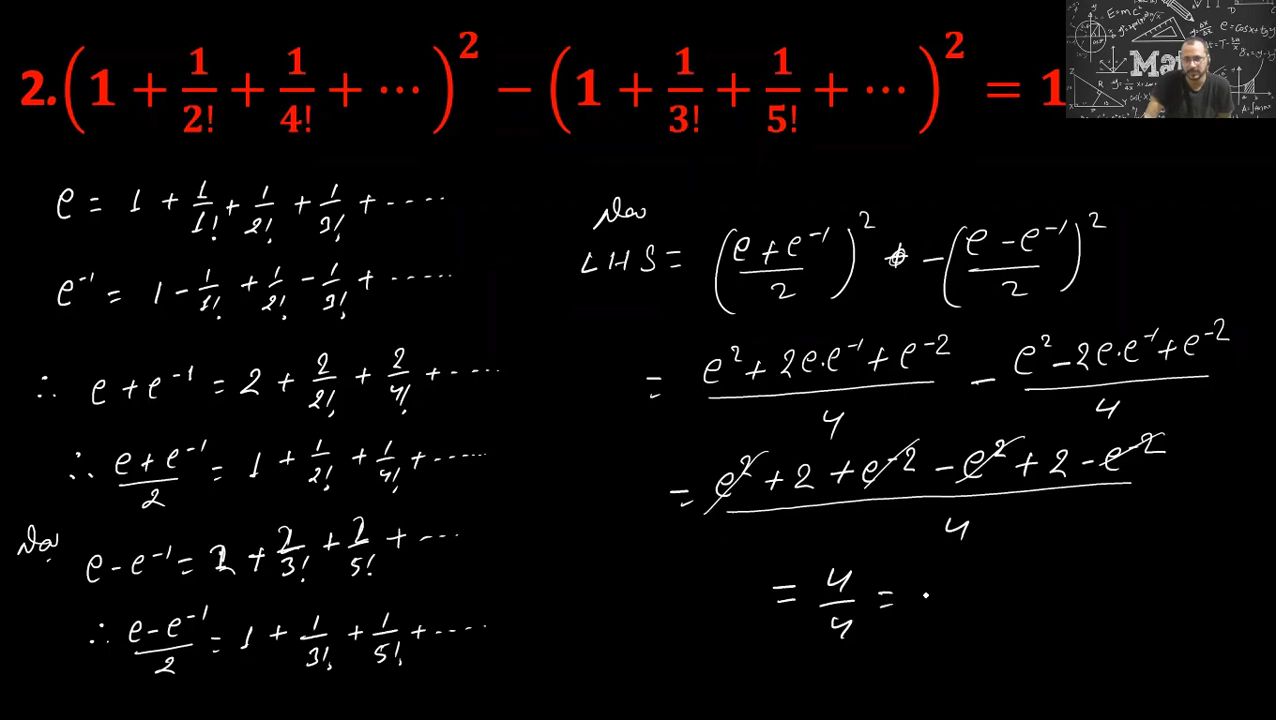 2. (1 + 1/2! + 1/4! + ⋯)² − (1 + 1/3! + 1/5! + ⋯)² = 1
e = 1 + 1/1! + 1/2! + 1/3! + ·····
e⁻¹ = 1 − 1/1! + 1/2! − 1/3! + ·····
∴ e + e⁻¹ = 2 + 2/2! + 2/4! + ·····
∴ (e + e⁻¹)/2 = 1 + 1/2! + 1/4! + ·····
Now
e − e⁻¹ = 2 + 2/3! + 2/5! + ····
∴ (e − e⁻¹)/2 = 1 + 1/3! + 1/5! + ····
Now
LHS = ((e + e⁻¹)/2)² − ((e − e⁻¹)/2)²
= (e² + 2e·e⁻¹ + e⁻²)/4 − (e² − 2e·e⁻¹ + e⁻²)/4
= (e² + 2 + e⁻² − e² + 2 − e⁻²)/4
= 4/4 =
E=mc²